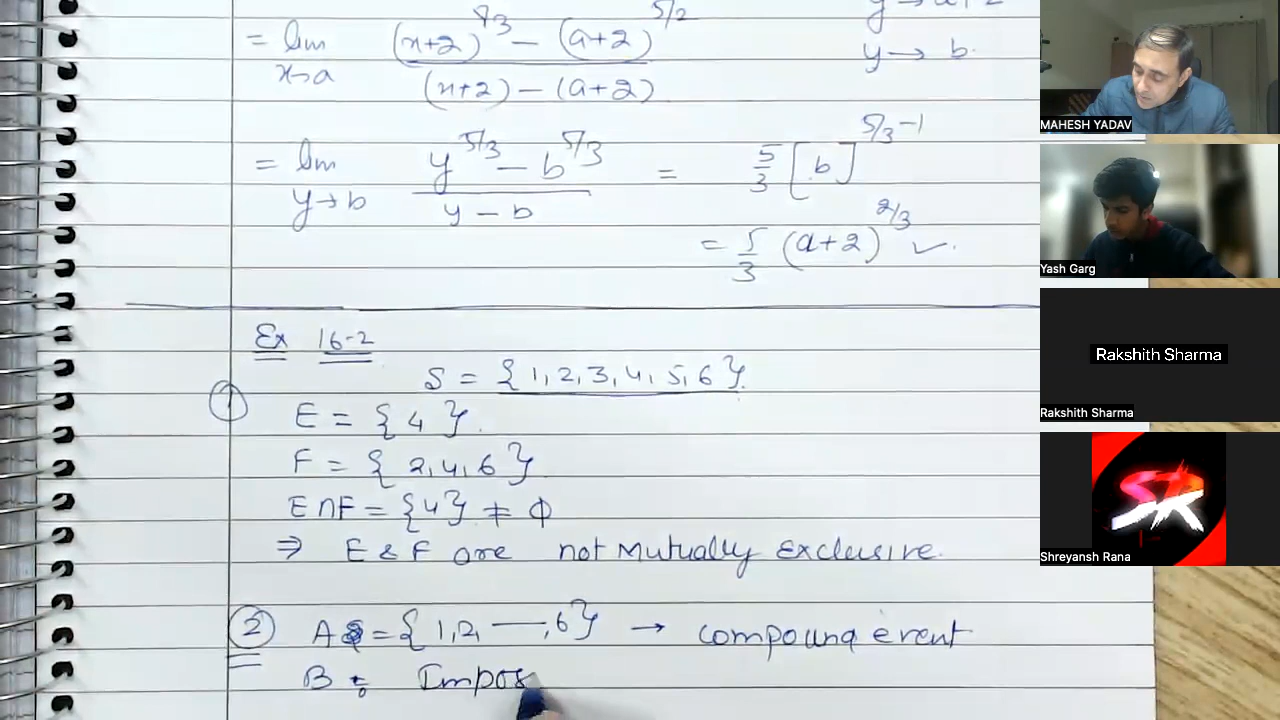 = lim x→a (x+2)^5/3 − (a+2)^5/2 / (x+2) − (a+2)
y → b.
= lim y→b y^5/3 − b^5/3 / y − b = 5/3 [b]^5/3 −1
= 5/3 (a+2)^2/3 ✓.
Ex 16-2
S = { 1, 2, 3, 4, 5, 6 }.
① E = { 4 }.
F = { 2, 4, 6 }
E∩F = {4} ≠ ϕ
⇒ E & F are not Mutually Exclusive.
② A = { 1, 2, —, 6 } → compound event
B = Impos
MAHESH YADAV
Yash Garg
Rakshith Sharma
Rakshith Sharma
SR
Shreyansh Rana